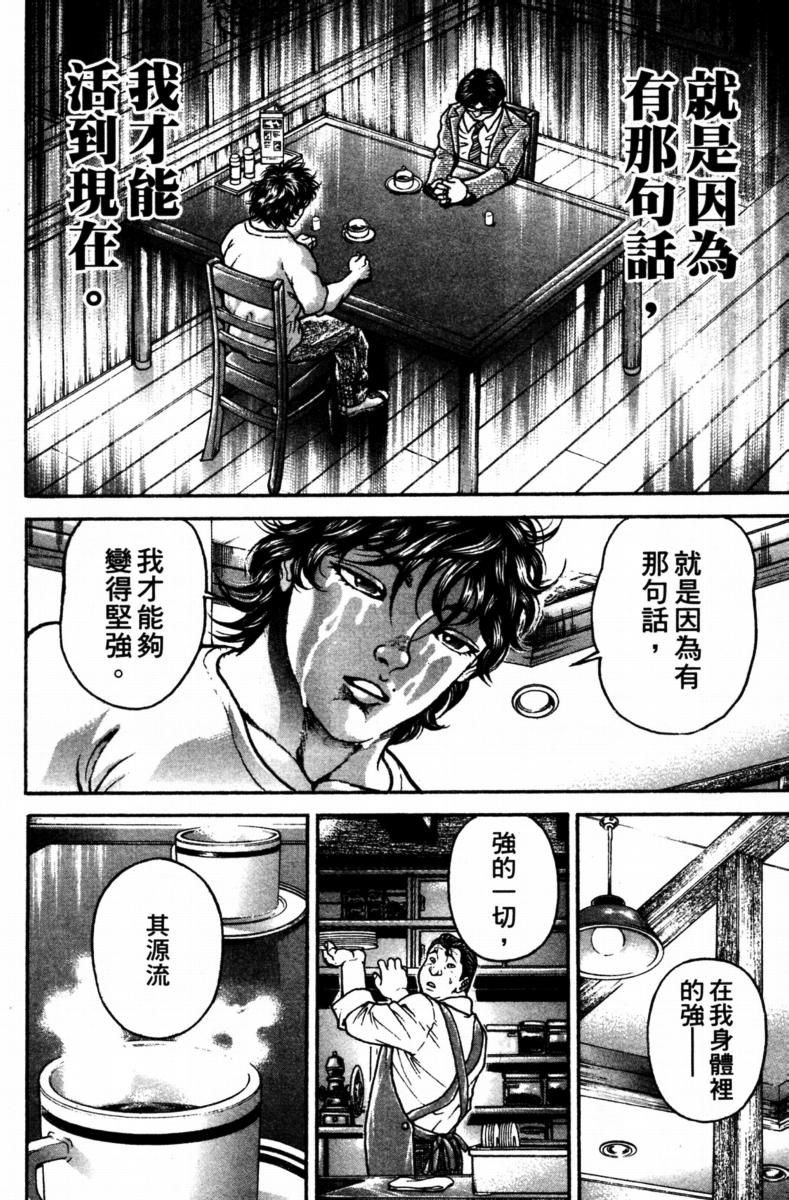 就是因為
有那句話，
我才能
活到現在。
就是因為有
那句話，
我才能夠
變得堅強。
在我身體裡
的強——
強的一切，
其源流